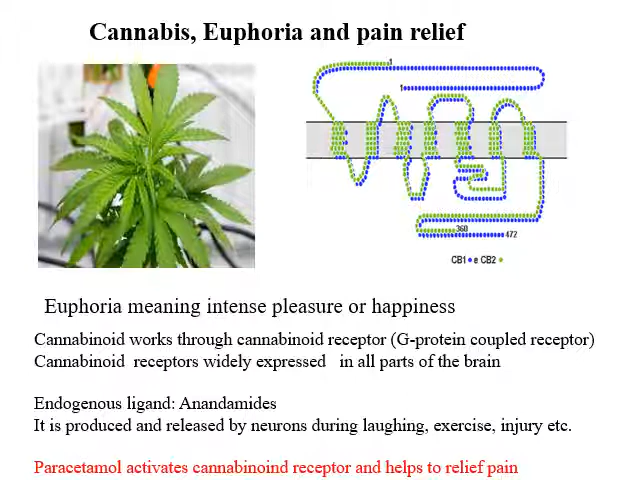 Cannabis, Euphoria and pain relief
1
1
360
472
CB1 • e CB2 •
Euphoria meaning intense pleasure or happiness
Cannabinoid works through cannabinoid receptor (G-protein coupled receptor)
Cannabinoid receptors widely expressed in all parts of the brain
Endogenous ligand: Anandamides
It is produced and released by neurons during laughing, exercise, injury etc.
Paracetamol activates cannabinoind receptor and helps to relief pain